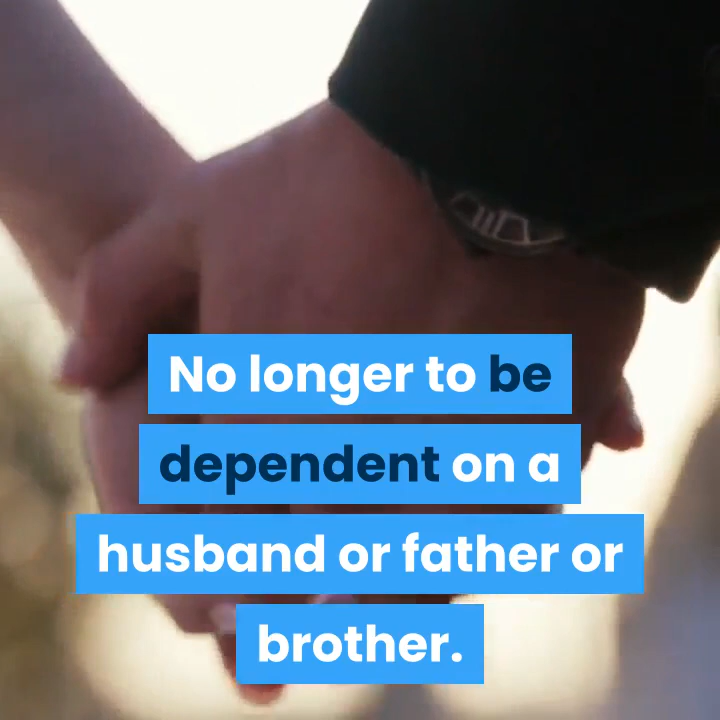 No longer to be
dependent on a
husband or father or
brother.